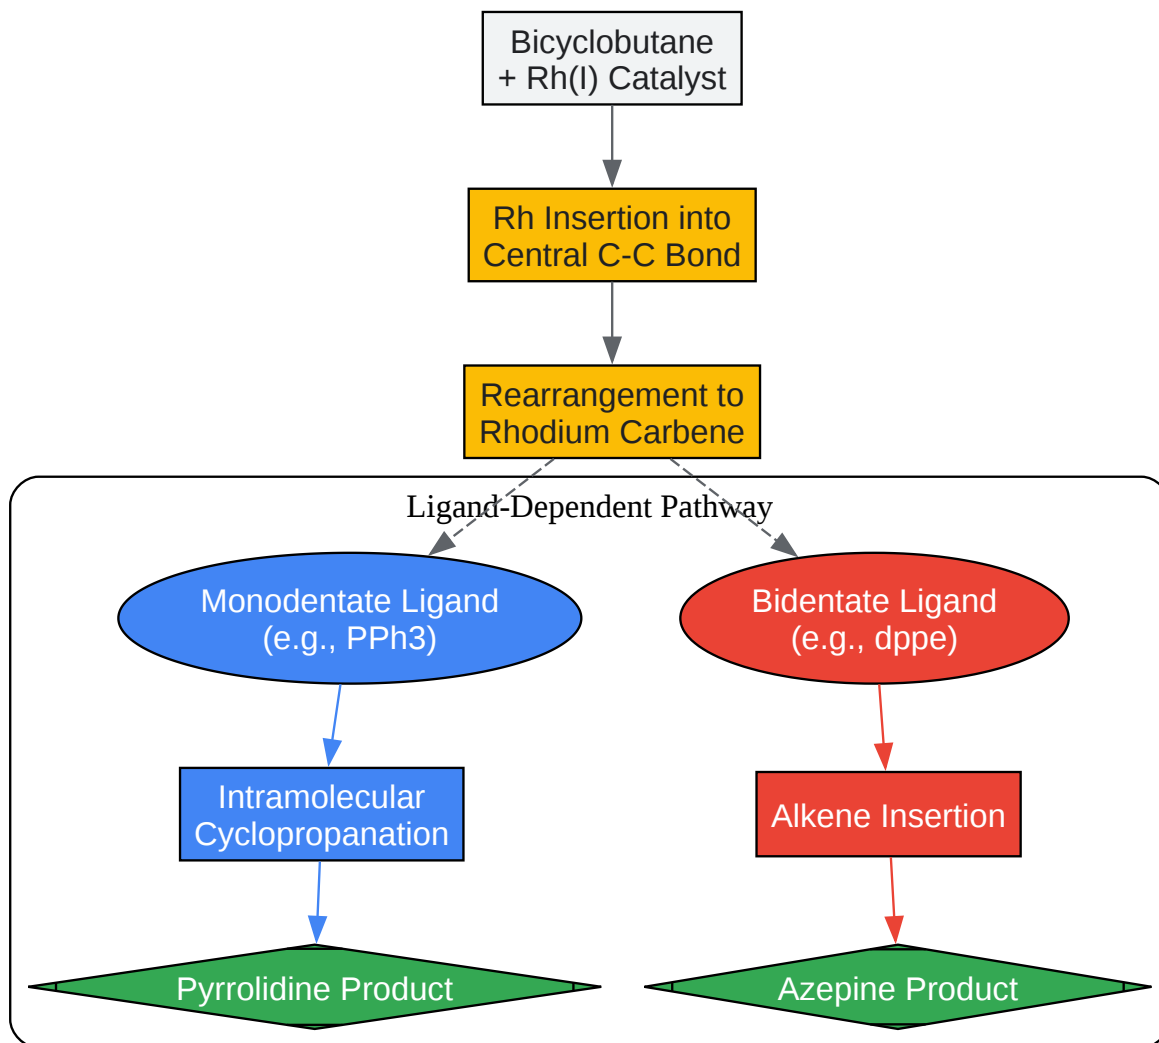 Bicyclobutane
+ Rh(I) Catalyst
Rh Insertion into
Central C-C Bond
Rearrangement to
Rhodium Carbene
Ligand-Dependent Pathway
Monodentate Ligand
(e.g., PPh3)
Bidentate Ligand
(e.g., dppe)
Intramolecular
Cyclopropanation
Alkene Insertion
Pyrrolidine Product
Azepine Product